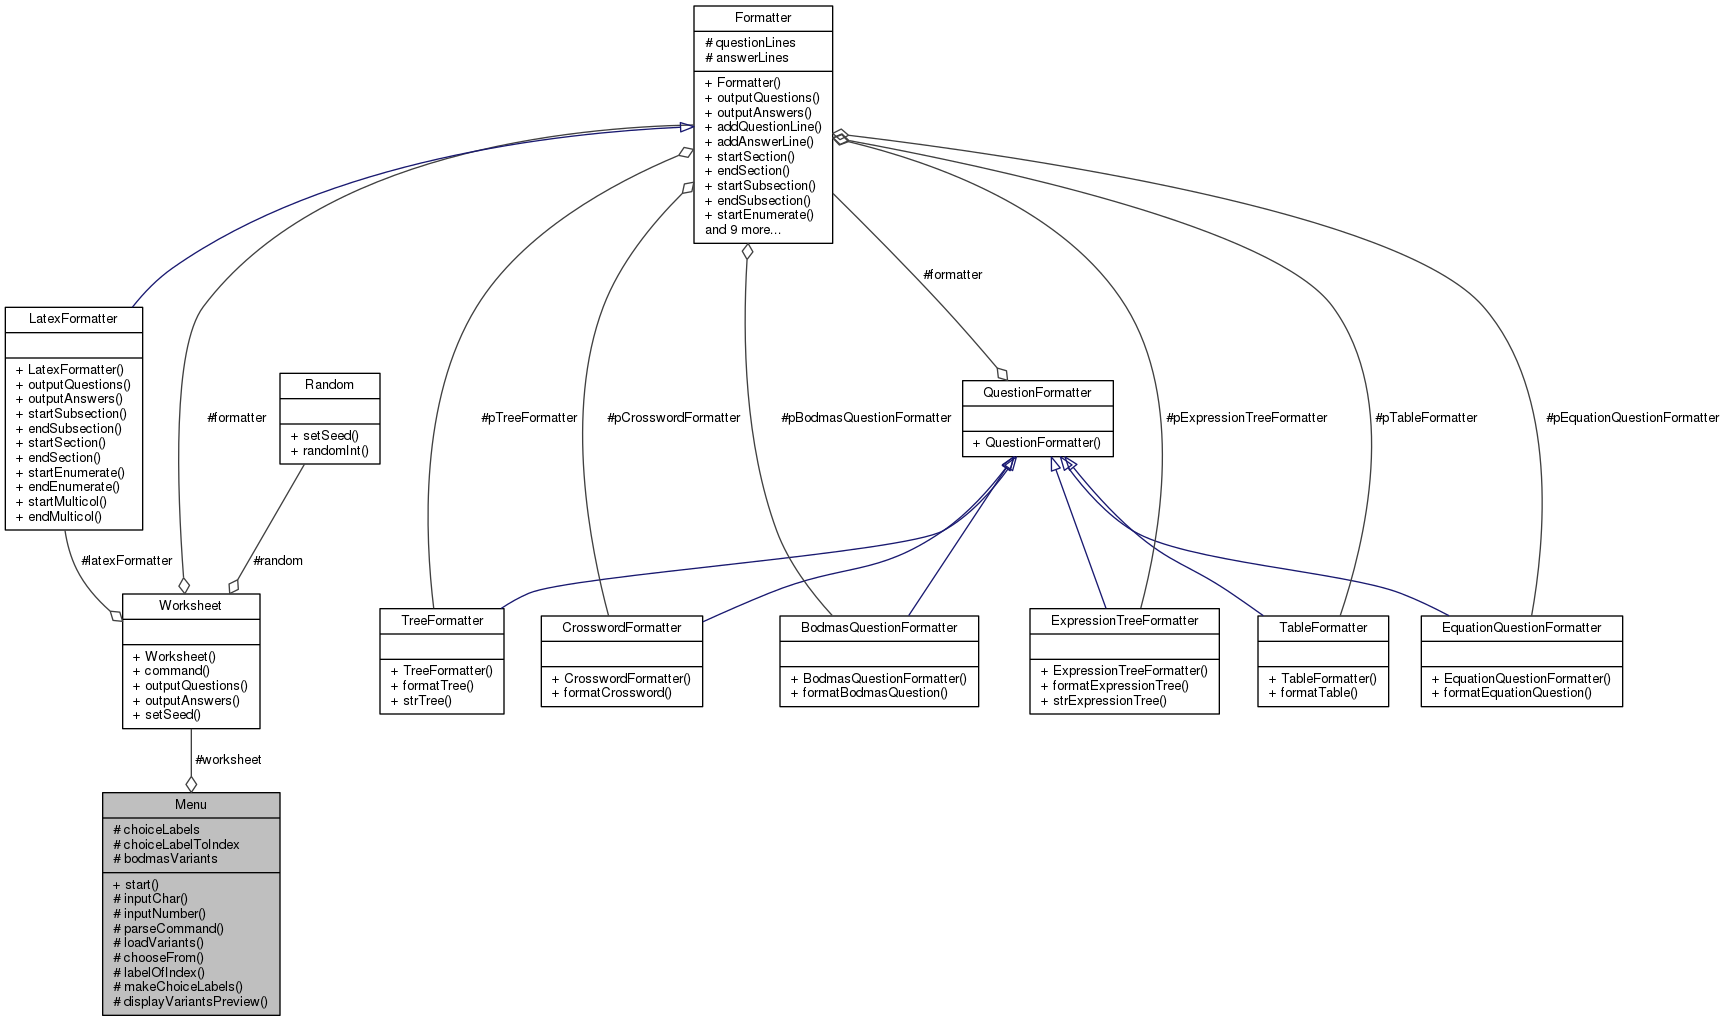 Formatter
# questionLines
# answerLines
+ Formatter()
+ outputQuestions()
+ outputAnswers()
+ addQuestionLine()
+ addAnswerLine()
+ startSection()
+ endSection()
+ startSubsection()
+ endSubsection()
+ startEnumerate()
and 9 more...
#formatter
LatexFormatter
+ LatexFormatter()
+ outputQuestions()
+ outputAnswers()
+ startSubsection()
+ endSubsection()
+ startSection()
+ endSection()
+ startEnumerate()
+ endEnumerate()
+ startMulticol()
+ endMulticol()
#formatter
Random
+ setSeed()
+ randomInt()
#pTreeFormatter
#pCrosswordFormatter
#pBodmasQuestionFormatter
QuestionFormatter
+ QuestionFormatter()
#pExpressionTreeFormatter
#pTableFormatter
#pEquationQuestionFormatter
#latexFormatter
#random
Worksheet
+ Worksheet()
+ command()
+ outputQuestions()
+ outputAnswers()
+ setSeed()
TreeFormatter
+ TreeFormatter()
+ formatTree()
+ strTree()
CrosswordFormatter
+ CrosswordFormatter()
+ formatCrossword()
BodmasQuestionFormatter
+ BodmasQuestionFormatter()
+ formatBodmasQuestion()
ExpressionTreeFormatter
+ ExpressionTreeFormatter()
+ formatExpressionTree()
+ strExpressionTree()
TableFormatter
+ TableFormatter()
+ formatTable()
EquationQuestionFormatter
+ EquationQuestionFormatter()
+ formatEquationQuestion()
#worksheet
Menu
# choiceLabels
# choiceLabelToIndex
# bodmasVariants
+ start()
# inputChar()
# inputNumber()
# parseCommand()
# loadVariants()
# chooseFrom()
# labelOfIndex()
# makeChoiceLabels()
# displayVariantsPreview()